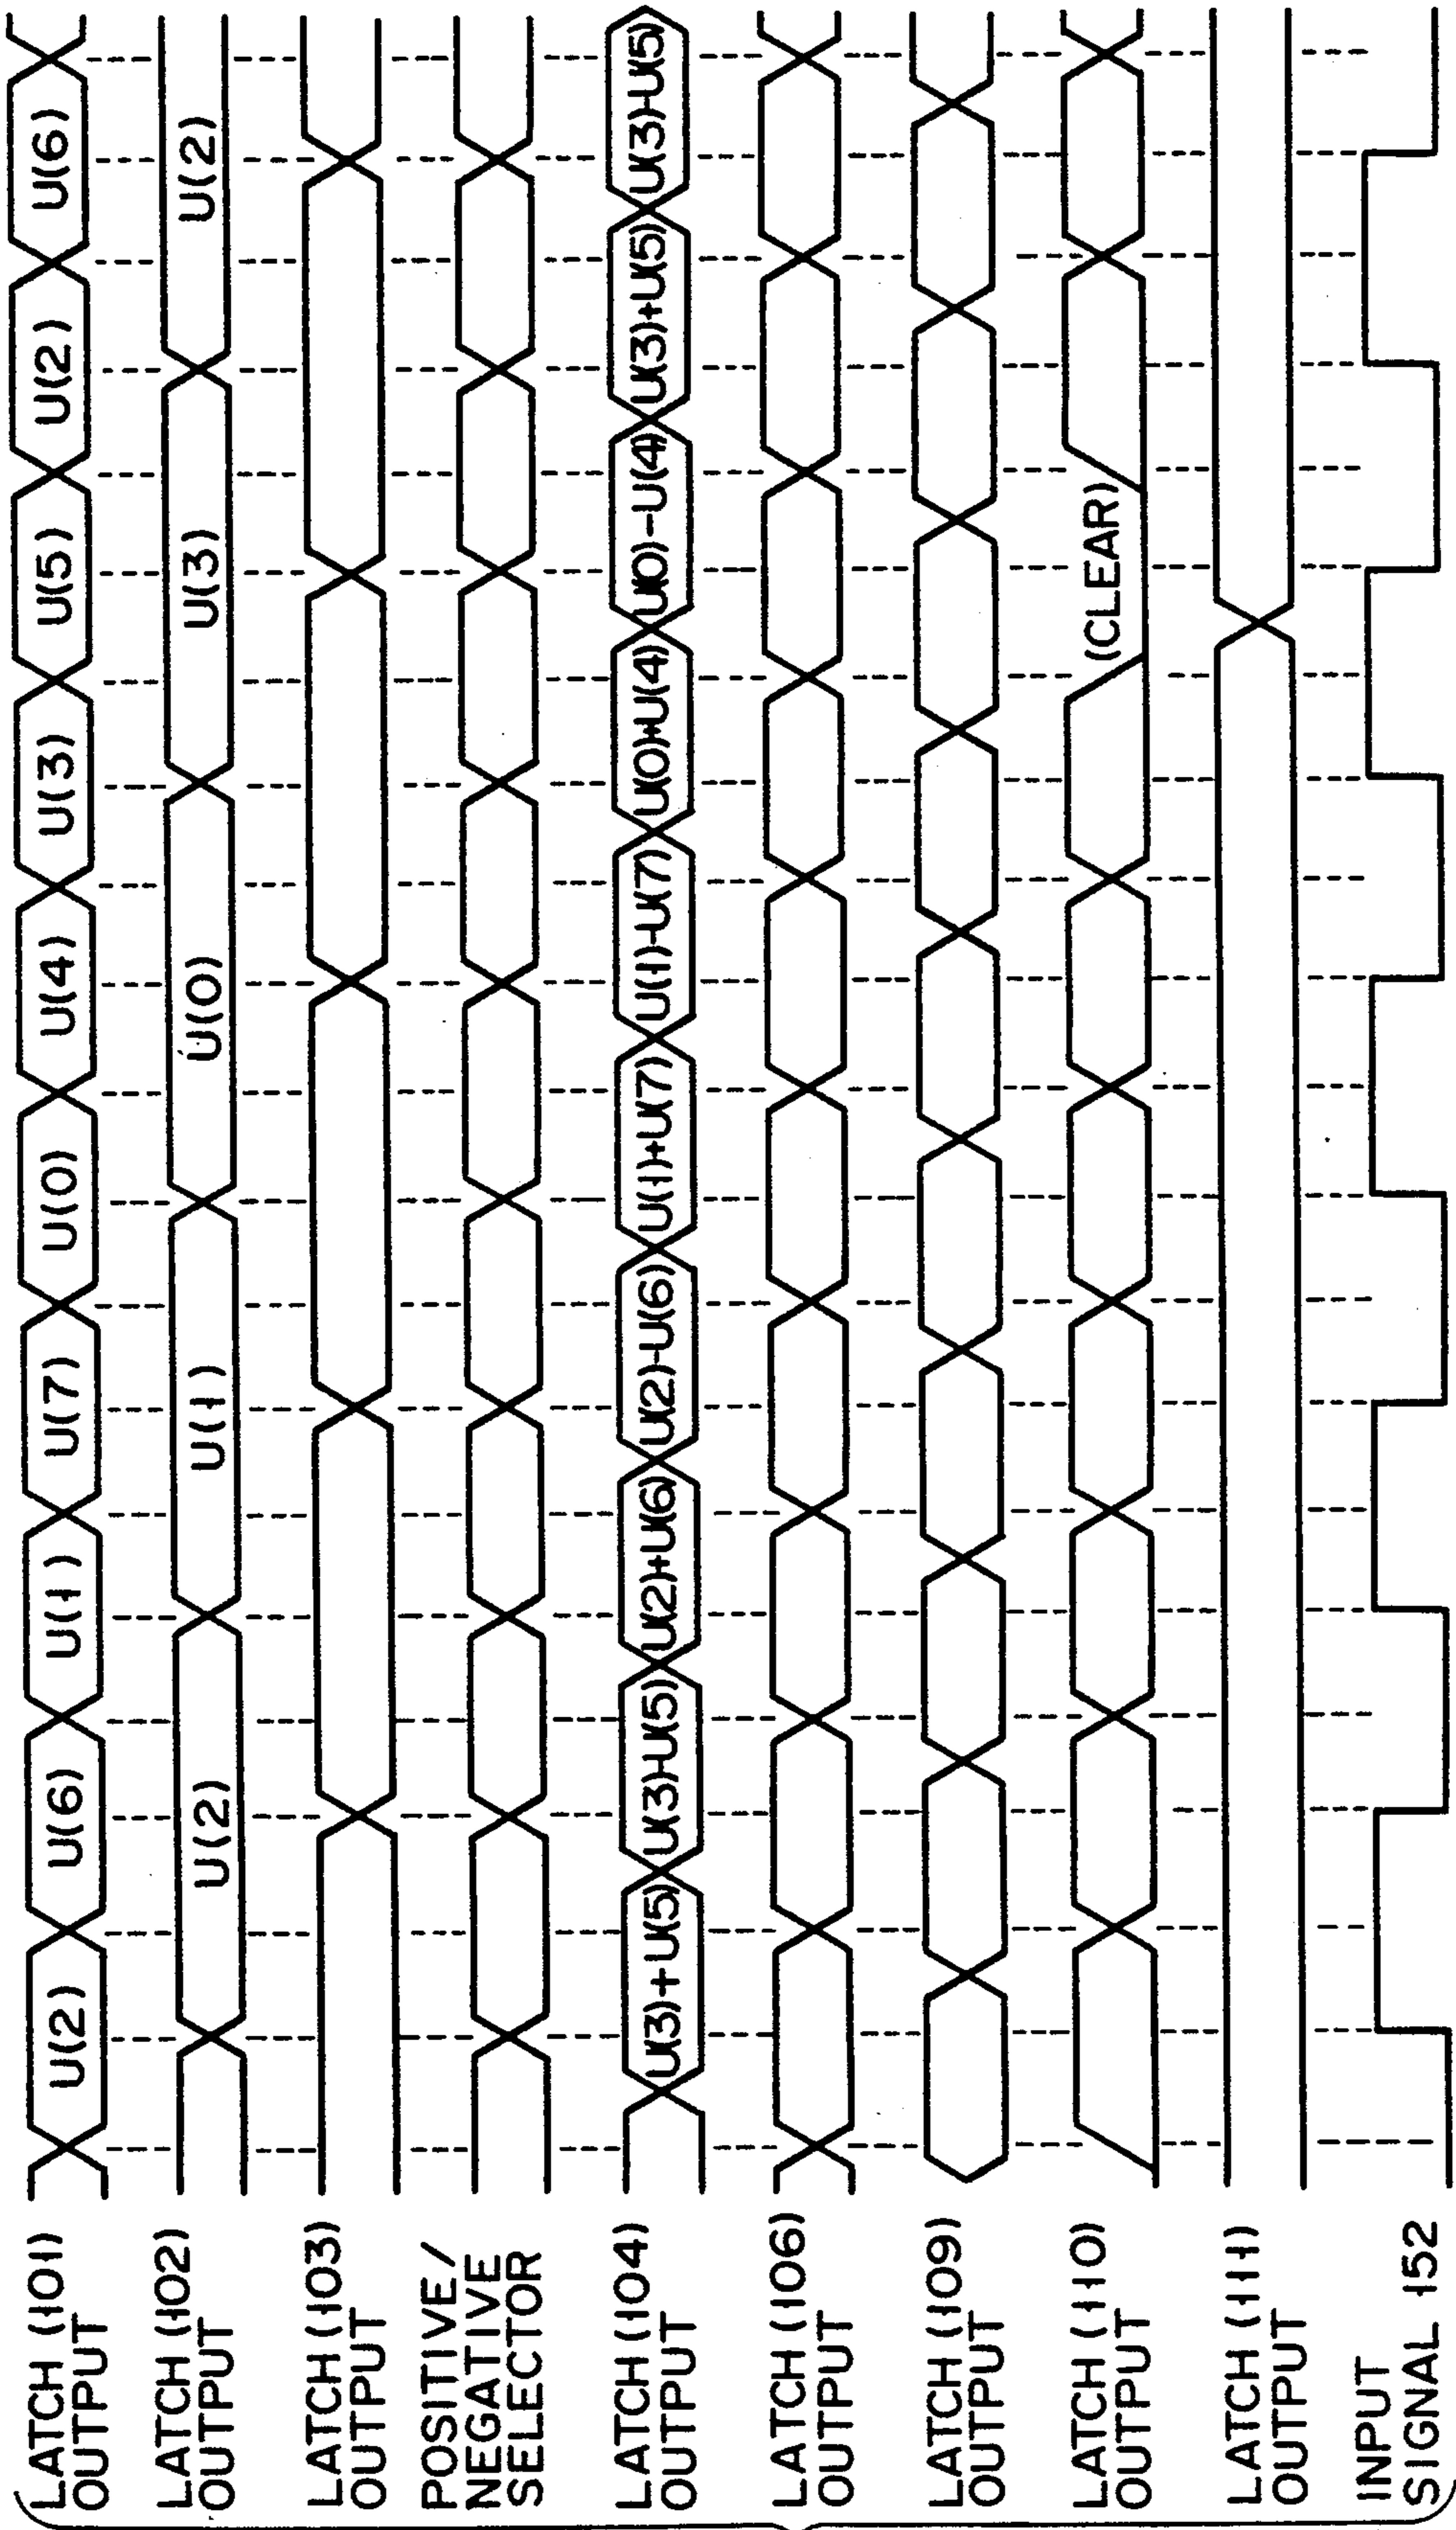 LATCH (101)
OUTPUT
U(2) U(6) U(1) U(7) U(0) U(4) U(3) U(5) U(2) U(6)
LATCH (102)
OUTPUT
U(2) U(1) U(0) U(3) U(2)
LATCH (103)
OUTPUT
POSITIVE/
NEGATIVE
SELECTOR
LATCH (104)
OUTPUT
U(3)+U(5) U(3)-U(5) U(2)+U(6) U(2)-U(6) U(1)+U(7) U(1)-U(7) U(0)+U(4) U(0)-U(4) U(3)+U(5) U(3)-U(5)
LATCH (106)
OUTPUT
LATCH (109)
OUTPUT
LATCH (110)
OUTPUT
(CLEAR)
LATCH (111)
OUTPUT
INPUT
SIGNAL 152